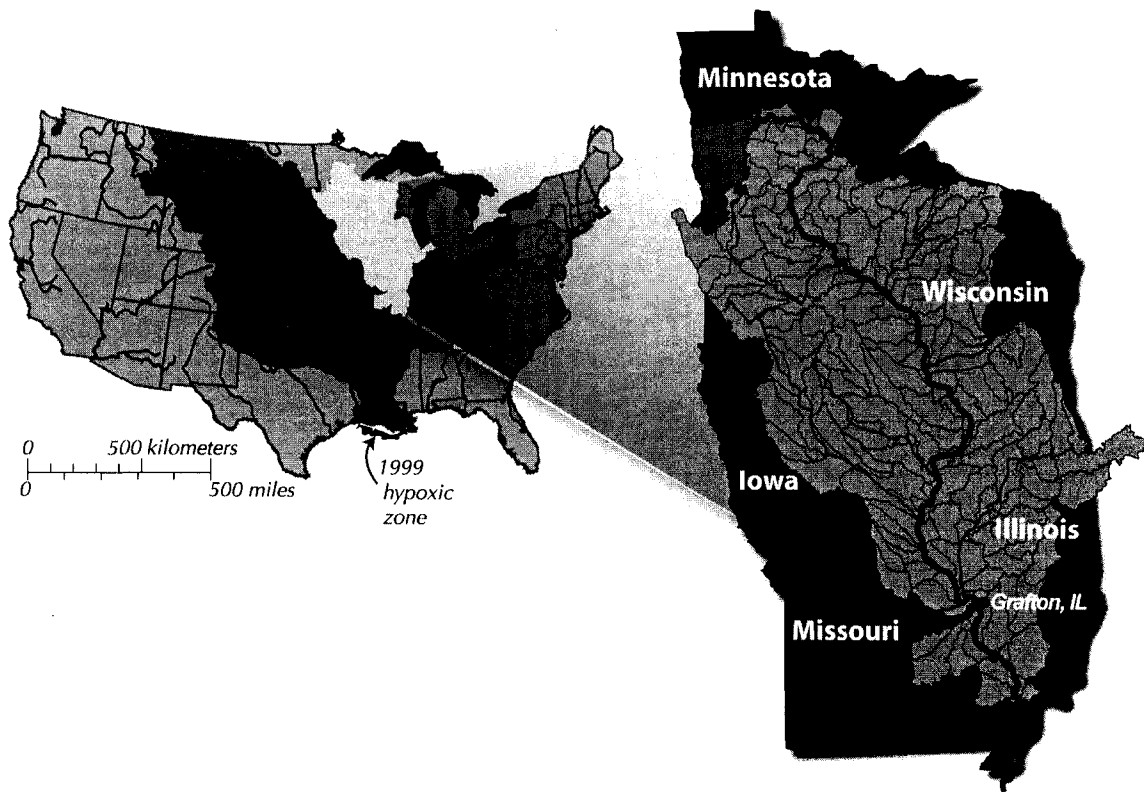 Minnesota
Wisconsin
0 500 kilometers
0 500 miles
1999
hypoxic
zone
Iowa
Illinois
Grafton, IL
Missouri